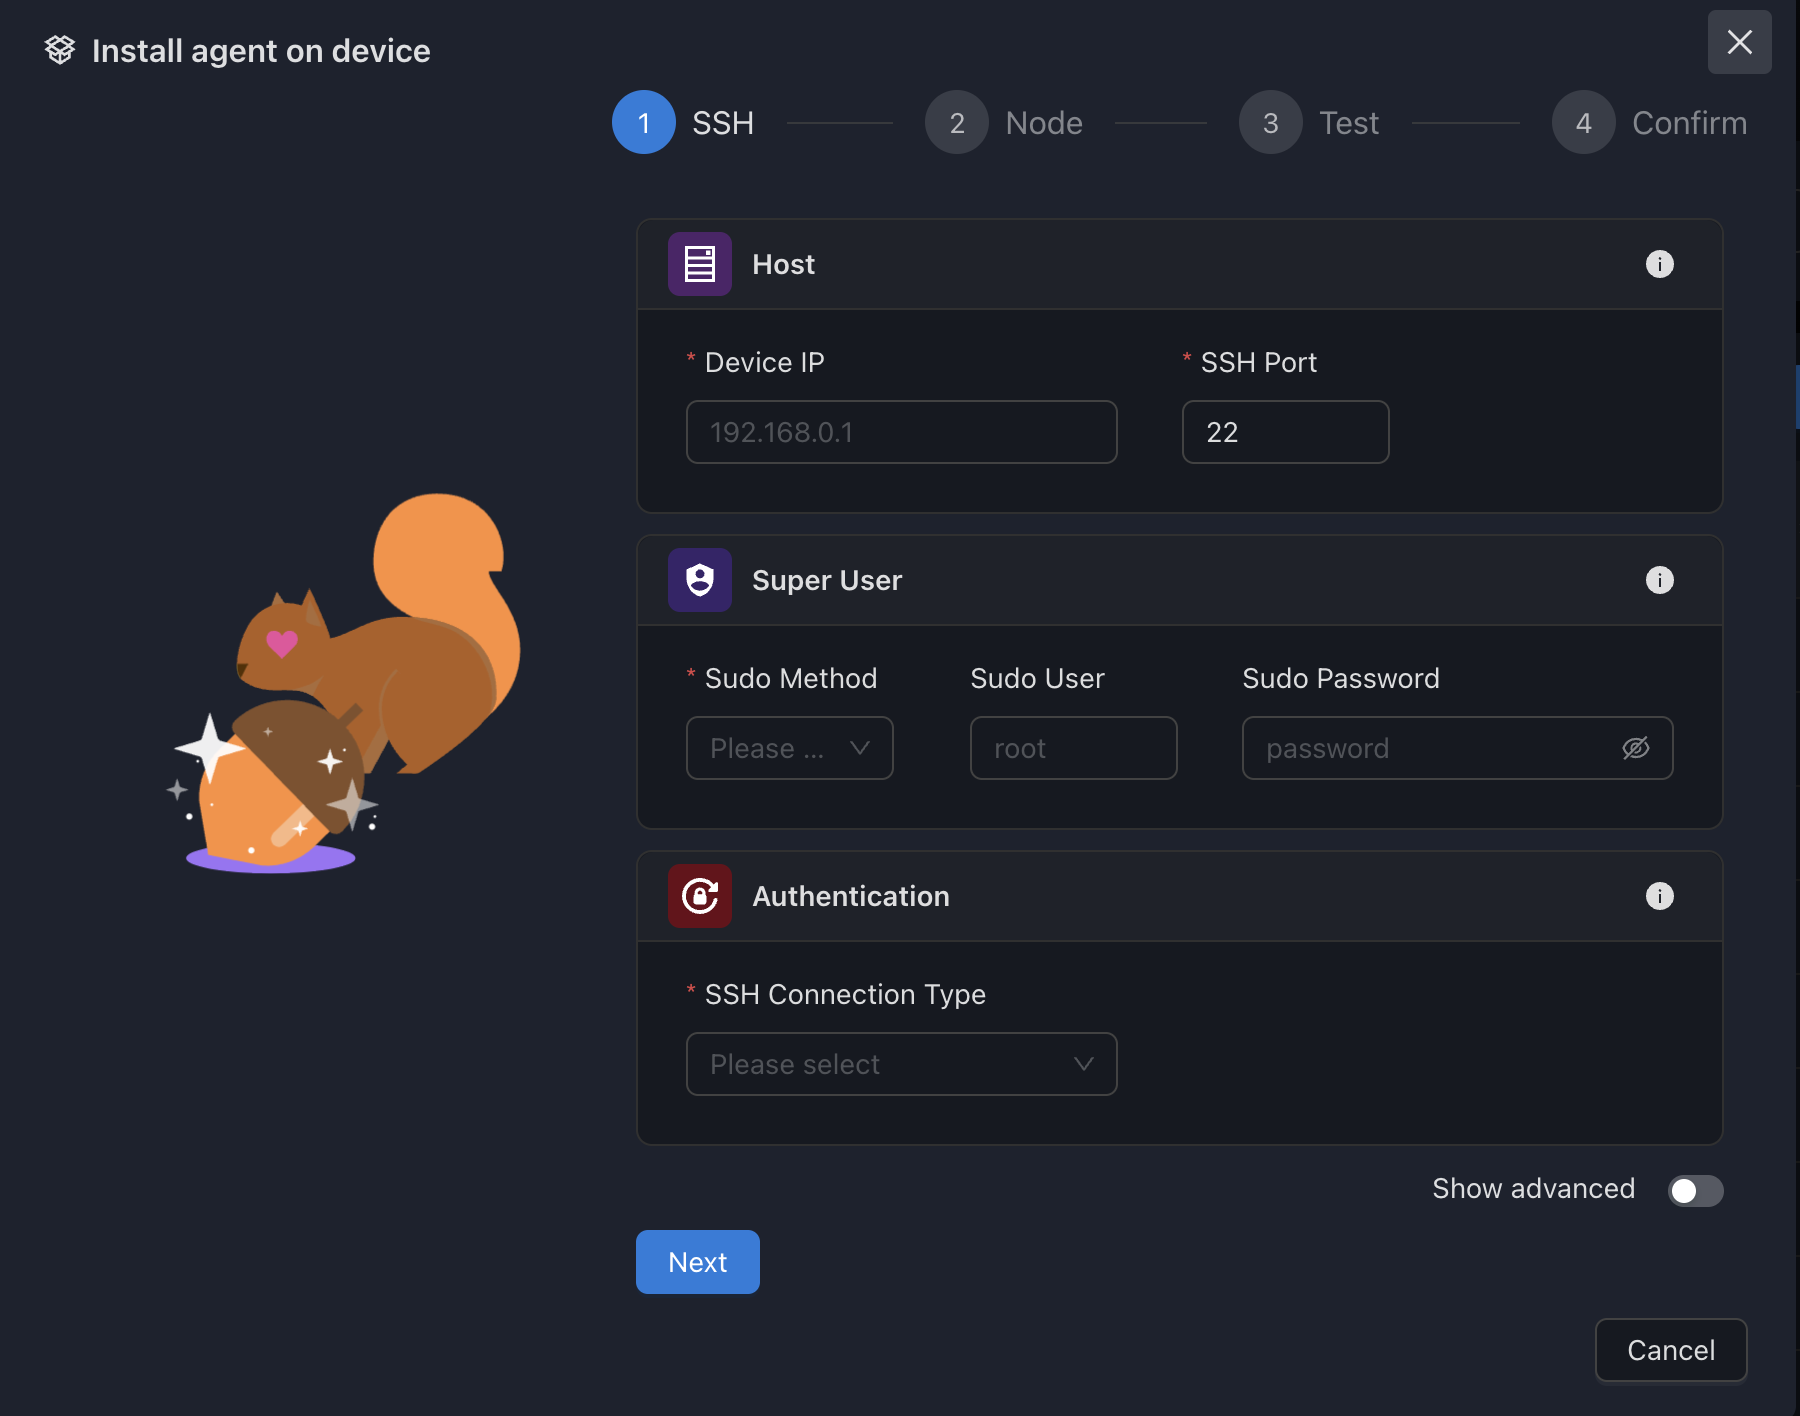 Install agent on device
1 SSH 2 Node 3 Test 4 Confirm
Host
* Device IP * SSH Port
192.168.0.1 22
Super User
* Sudo Method Sudo User Sudo Password
Please ... root password
Authentication
* SSH Connection Type
Please select
Show advanced
Next
Cancel